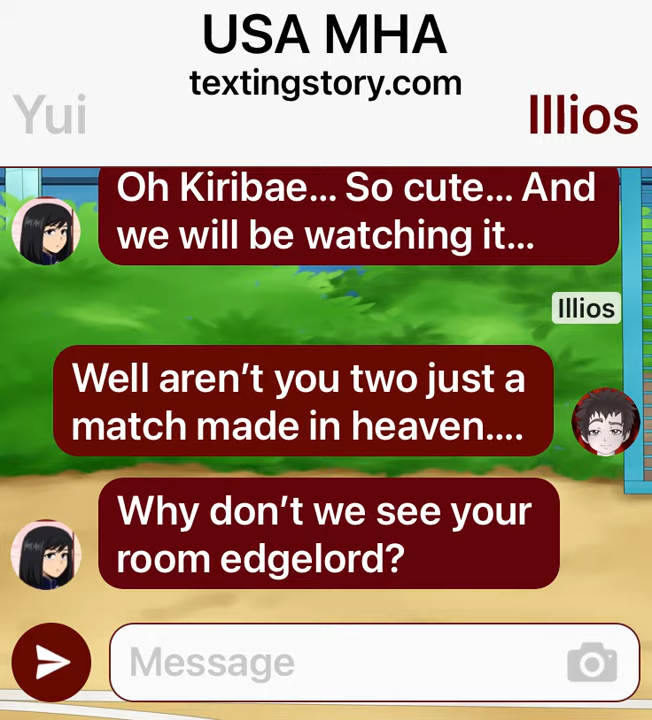 USA MHA
textingstory.com
Yui
Illios
Oh Kiribae... So cute... And
we will be watching it...
Illios
Well aren’t you two just a
match made in heaven....
Why don’t we see your
room edgelord?
Message